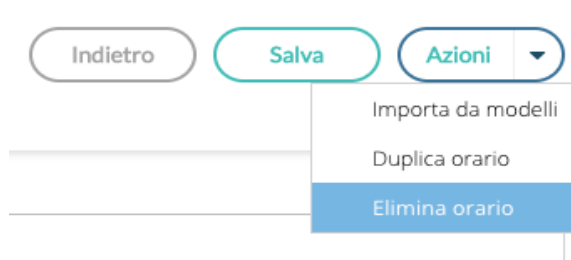 Indietro Salva Azioni
Importa da modelli
Duplica orario
Elimina orario